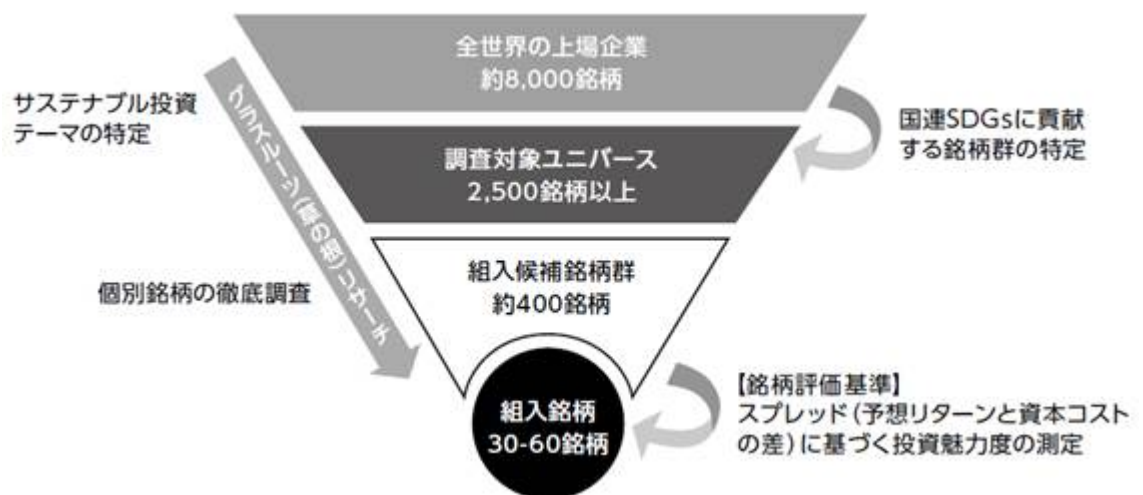 全世界の上場企業
約8,000銘柄
サステナブル投資
テーマの特定
グラスルーツ(草の根)リサーチ
国連SDGsに貢献
する銘柄群の特定
調査対象ユニバース
2,500銘柄以上
個別銘柄の徹底調査
組入候補銘柄群
約400銘柄
組入銘柄
30-60銘柄
【銘柄評価基準】
スプレッド(予想リターンと資本コスト
の差)に基づく投資魅力度の測定